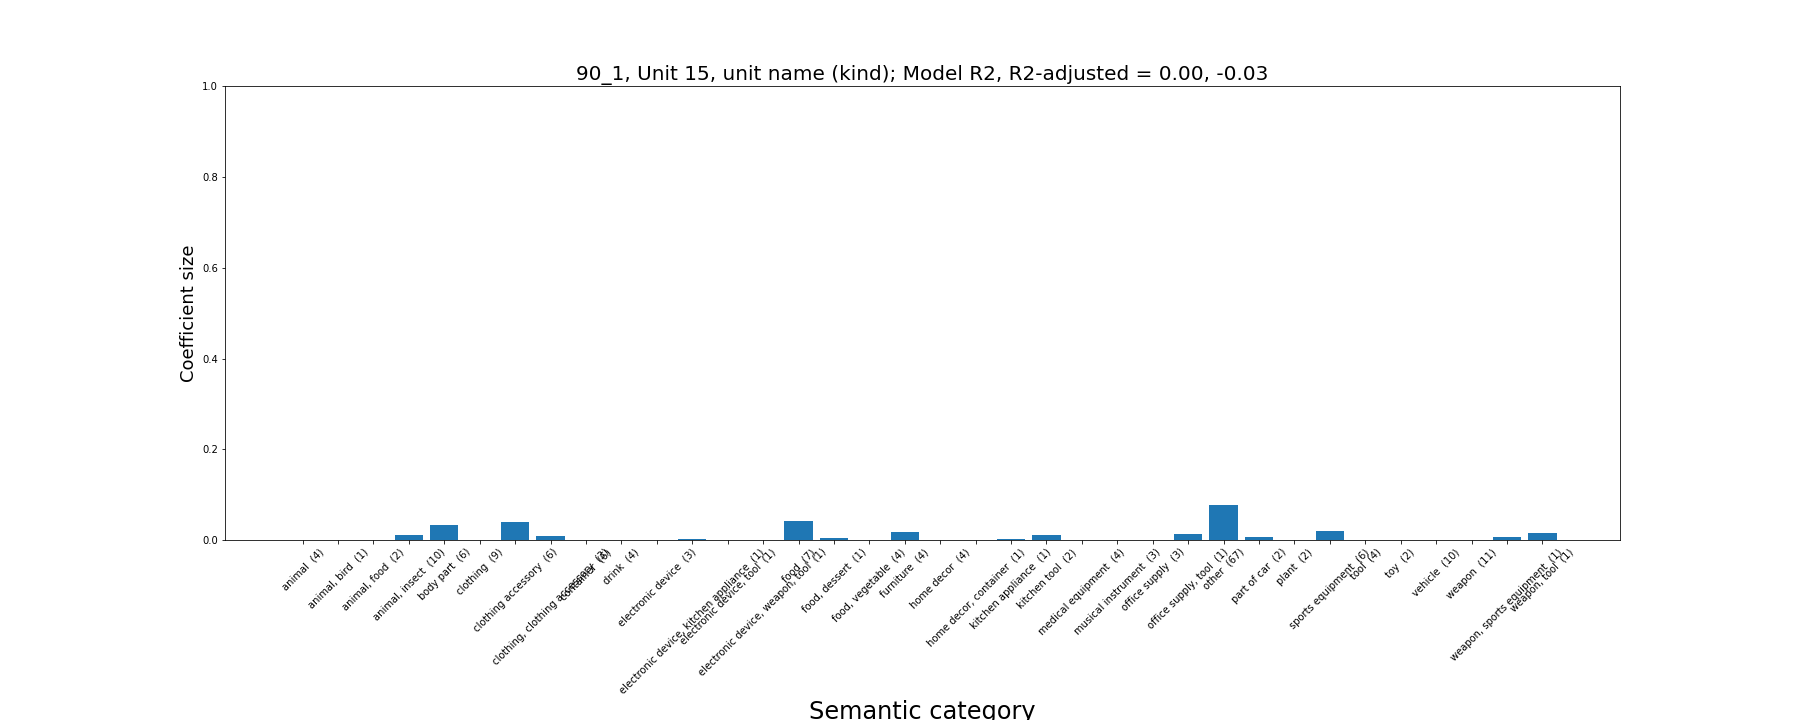 90_1, Unit 15, unit name (kind); Model R2, R2-adjusted = 0.00, -0.03
1.0
0.8
0.6
0.4
0.2
0.0
Coefficient size
animal (4)
animal, bird (1)
animal, food (2)
animal, insect (10)
body part (6)
clothing (9)
clothing accessory (6)
clothing, clothing accessory
container (6)
drink (4)
electronic device (3)
electronic device, kitchen appliance (1)
electronic device, tool (1)
electronic device, weapon, tool (1)
food (7)
food, dessert (1)
food, vegetable (4)
furniture (4)
home decor (4)
home decor, container (1)
kitchen appliance (1)
kitchen tool (2)
medical equipment (4)
musical instrument (3)
office supply (3)
office supply, tool (1)
other (67)
part of car (2)
plant (2)
sports equipment (6)
tool (4)
toy (2)
vehicle (10)
weapon (11)
weapon, sports equipment (1)
weapon, tool (1)
Semantic category